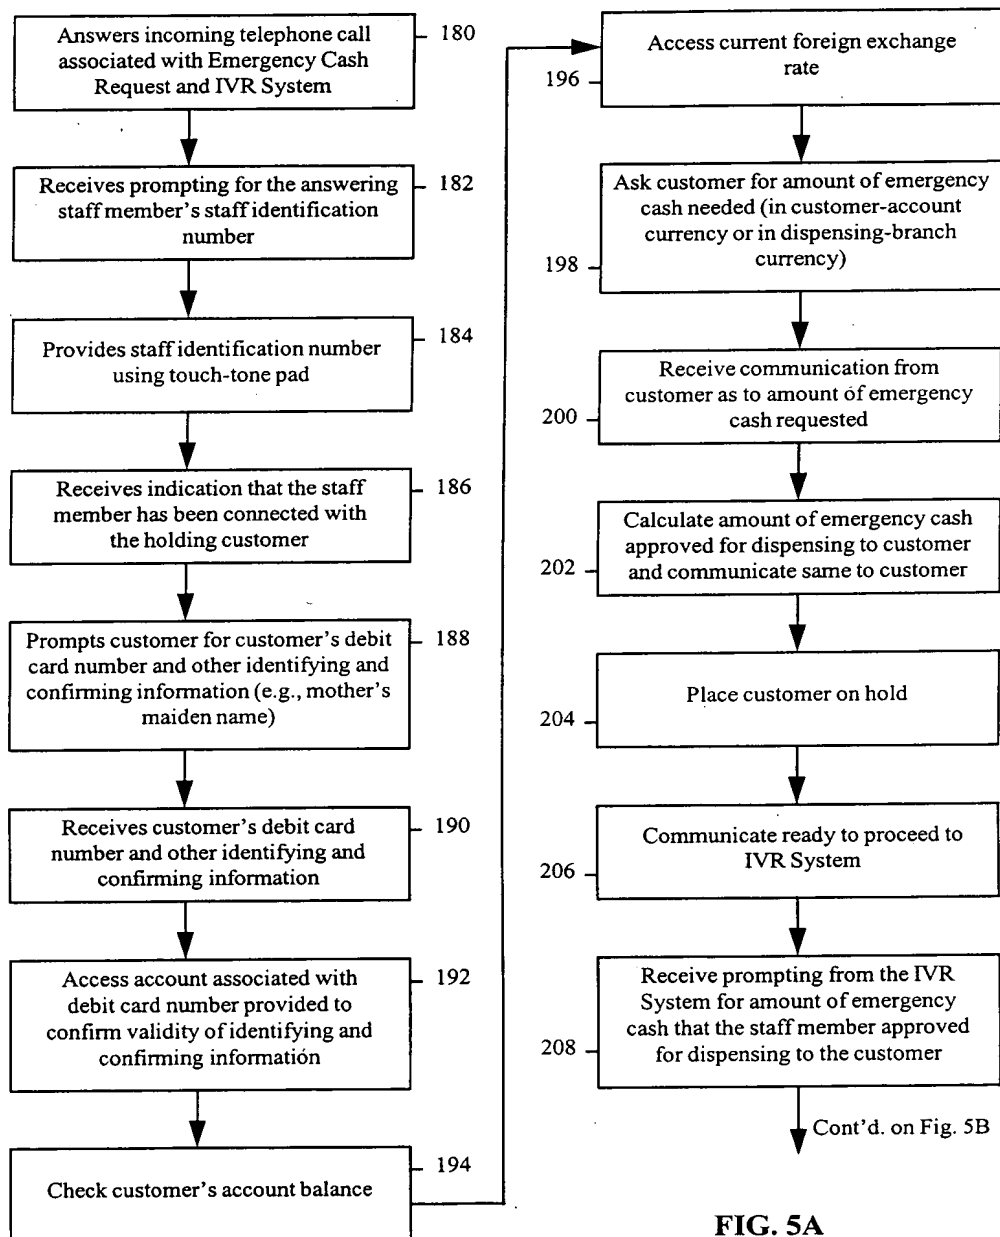 Answers incoming telephone call
associated with Emergency Cash
Request and IVR System
180
Receives prompting for the answering
staff member's staff identification
number
182
Provides staff identification number
using touch-tone pad
184
Receives indication that the staff
member has been connected with
the holding customer
186
Prompts customer for customer's debit
card number and other identifying and
confirming information (e.g., mother's
maiden name)
188
Receives customer's debit card
number and other identifying and
confirming information
190
Access account associated with
debit card number provided to
confirm validity of identifying and
confirming information
192
Check customer's account balance
194
Access current foreign exchange
rate
196
Ask customer for amount of emergency
cash needed (in customer-account
currency or in dispensing-branch
currency)
198
Receive communication from
customer as to amount of emergency
cash requested
200
Calculate amount of emergency cash
approved for dispensing to customer
and communicate same to customer
202
Place customer on hold
204
Communicate ready to proceed to
IVR System
206
Receive prompting from the IVR
System for amount of emergency
cash that the staff member approved
for dispensing to the customer
208
Cont'd. on Fig. 5B
FIG. 5A